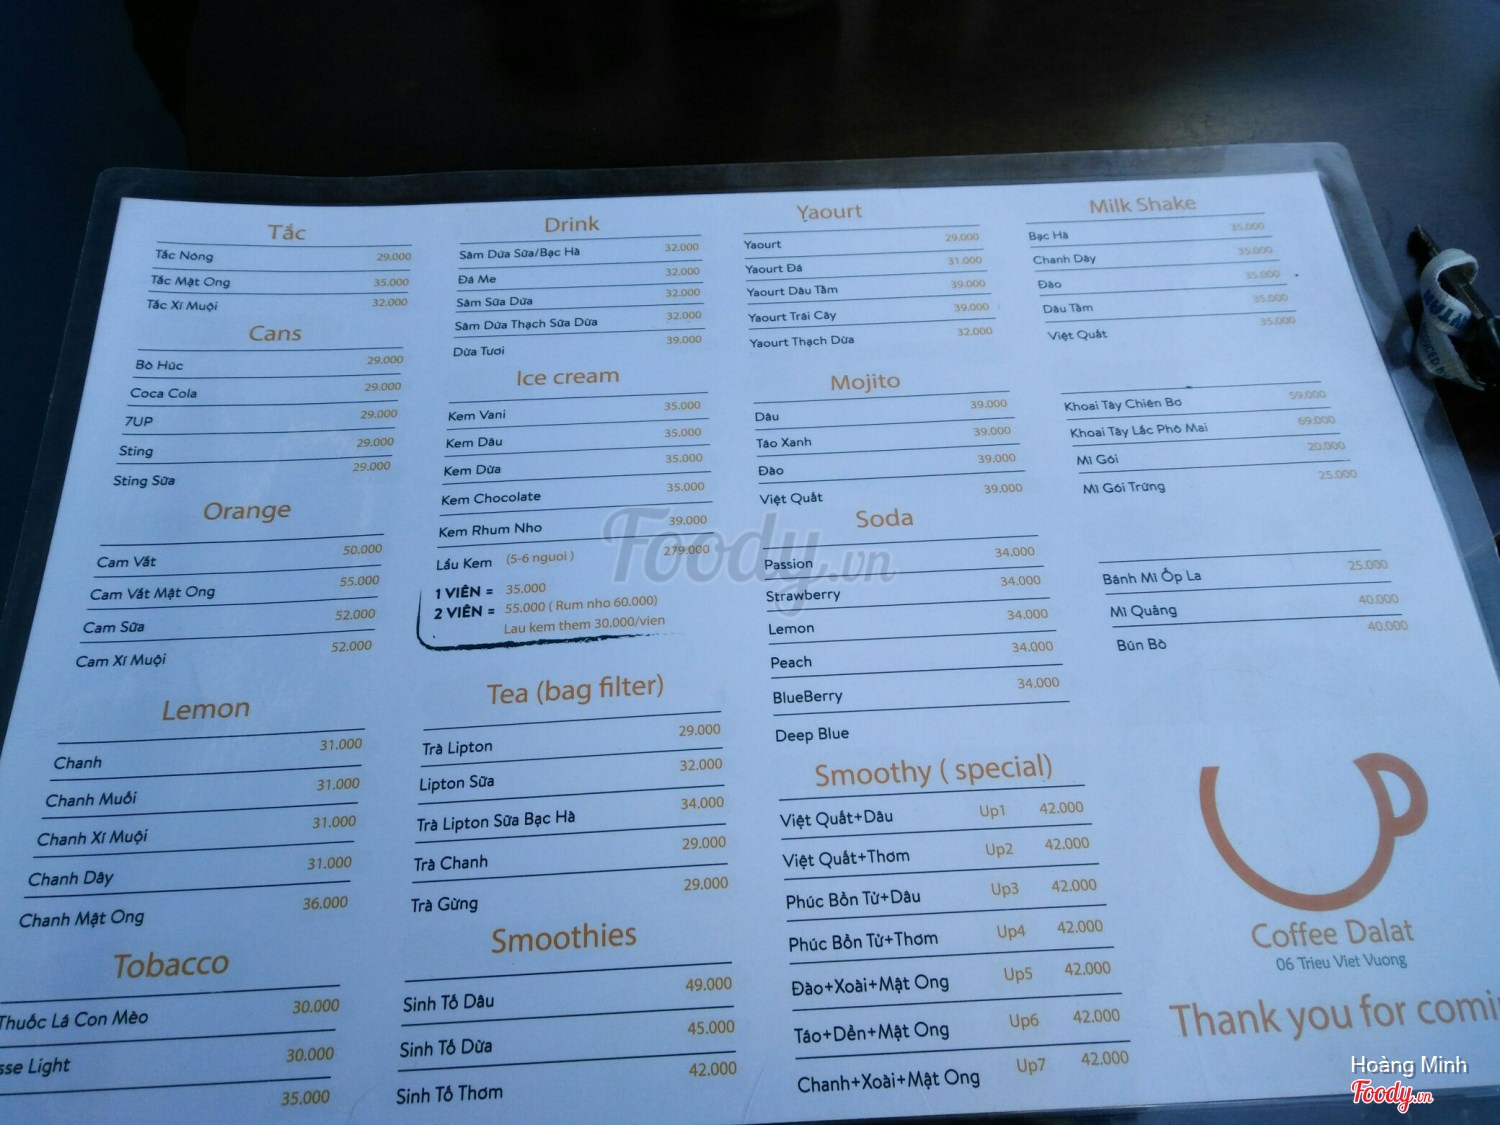 Tắc
Tắc Nóng 29.000
Tắc Mật Ong 35.000
Tắc Xí Muội 32.000
Cans
Bò Húc 29.000
Coca Cola 29.000
7UP 29.000
Sting 29.000
Sting Sữa 29.000
Orange
Cam Vắt 50.000
Cam Vắt Mật Ong 55.000
Cam Sữa 52.000
Cam Xí Muội 52.000
Lemon
Chanh 31.000
Chanh Muối 31.000
Chanh Xí Muội 31.000
Chanh Dây 31.000
Chanh Mật Ong 36.000
Tobacco
Thuốc Lá Con Mèo 30.000
sse Light 30.000
35.000
Drink
Sâm Dứa Sữa/Bạc Hà 32.000
Đá Me 32.000
Sâm Sữa Dứa 32.000
Sâm Dứa Thạch Sữa Dừa 32.000
Dừa Tươi 39.000
Ice cream
Kem Vani 35.000
Kem Dâu 35.000
Kem Dừa 35.000
Kem Chocolate 35.000
Kem Rhum Nho 39.000
Lẩu Kem (5-6 nguoi ) 279.000
1 VIÊN = 35.000
2 VIÊN = 55.000 ( Rum nho 60.000)
Lau kem them 30.000/vien
Tea (bag filter)
Trà Lipton 29.000
Lipton Sữa 32.000
Trà Lipton Sữa Bạc Hà 34.000
Trà Chanh 29.000
Trà Gừng 29.000
Smoothies
Sinh Tố Dâu 49.000
Sinh Tố Dừa 45.000
Sinh Tố Thơm 42.000
Yaourt
Yaourt 29.000
Yaourt Đá 31.000
Yaourt Dâu Tằm 39.000
Yaourt Trái Cây 39.000
Yaourt Thạch Dừa 32.000
Mojito
Dâu 39.000
Táo Xanh 39.000
Đào 39.000
Việt Quất 39.000
Soda
Passion 34.000
Strawberry 34.000
Lemon 34.000
Peach 34.000
BlueBerry 34.000
Deep Blue
Smoothy ( special)
Việt Quất+Dâu Up1 42.000
Việt Quất+Thơm Up2 42.000
Phúc Bồn Tử+Dâu Up3 42.000
Phúc Bồn Tử+Thơm Up4 42.000
Đào+Xoài+Mật Ong Up5 42.000
Táo+Dền+Mật Ong Up6 42.000
Chanh+Xoài+Mật Ong Up7 42.000
Milk Shake
Bạc Hà 35.000
Chanh Dây 35.000
Đào 35.000
Dâu Tằm 35.000
Việt Quất 35.000
Khoai Tây Chiên Bơ 59.000
Khoai Tây Lắc Phô Mai 69.000
Mì Gói 20.000
Mì Gói Trứng 25.000
Bánh Mì Ốp La 25.000
Mì Quảng 40.000
Bún Bò 40.000
Coffee Dalat
06 Trieu Viet Vuong
Thank you for comi
Foody.vn
Hoàng Minh
Foody.vn